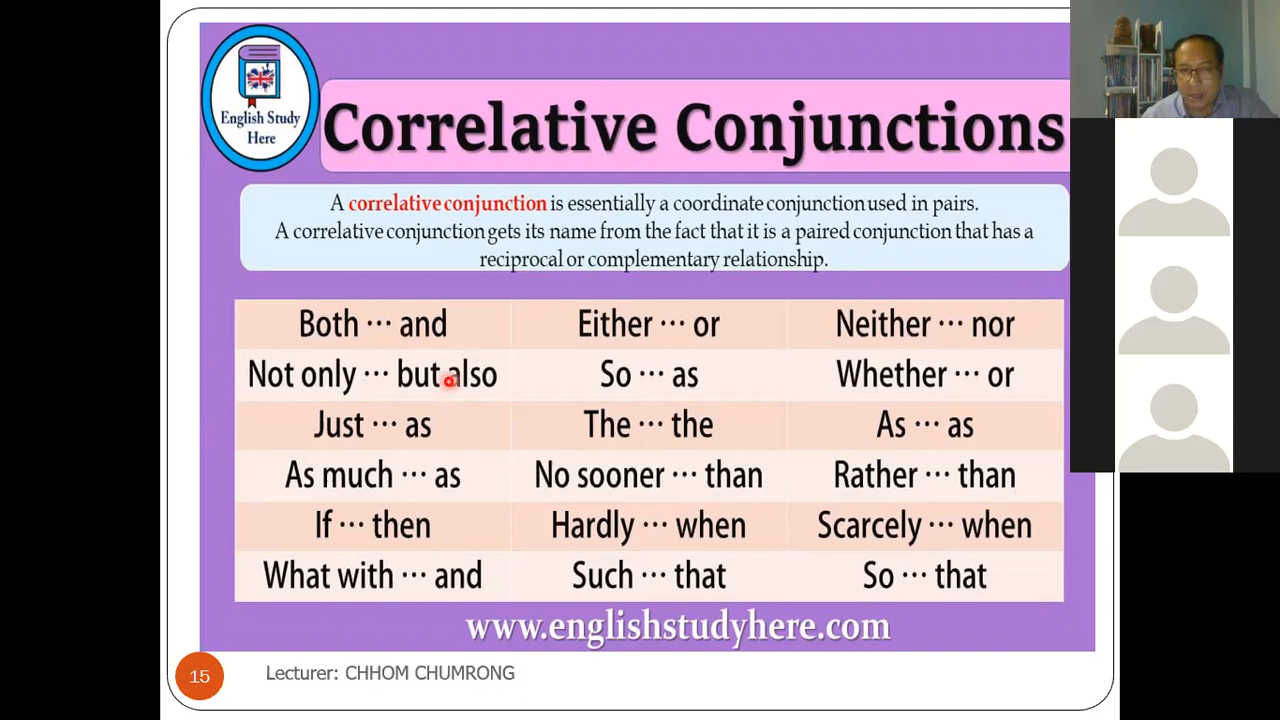 English Study
Here
Correlative Conjunctions
A correlative conjunction is essentially a coordinate conjunction used in pairs.
A correlative conjunction gets its name from the fact that it is a paired conjunction that has a
reciprocal or complementary relationship.
Both ··· and Either ··· or Neither ··· nor
Not only ··· but also So ··· as Whether ··· or
Just ··· as The ··· the As ··· as
As much ··· as No sooner ··· than Rather ··· than
If ··· then Hardly ··· when Scarcely ··· when
What with ··· and Such ··· that So ··· that
www.englishstudyhere.com
15 Lecturer: CHHOM CHUMRONG